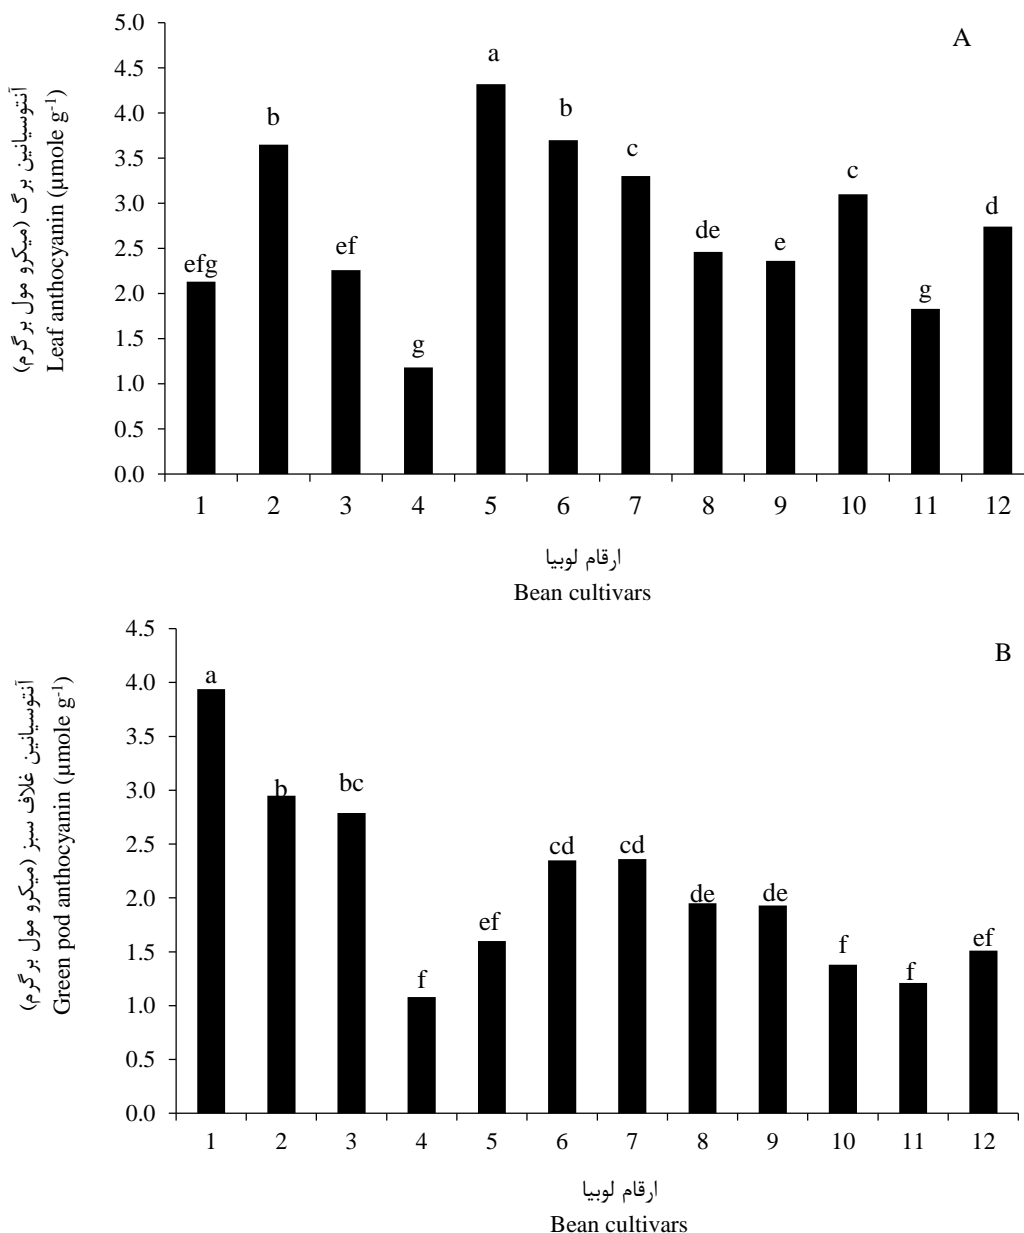 A
آنتوسیانین برگ (میکرو مول برگرم)
Leaf anthocyanin (µmole g-1)
5.0
4.5
4.0
3.5
3.0
2.5
2.0
1.5
1.0
0.5
0.0
efg
b
ef
g
a
b
c
de
e
c
g
d
1 2 3 4 5 6 7 8 9 10 11 12
ارقام لوبیا
Bean cultivars
B
آنتوسیانین غلاف سبز (میکرو مول برگرم)
Green pod anthocyanin (µmole g-1)
4.5
4.0
3.5
3.0
2.5
2.0
1.5
1.0
0.5
0.0
a
b
bc
f
ef
cd
cd
de
de
f
f
ef
1 2 3 4 5 6 7 8 9 10 11 12
ارقام لوبیا
Bean cultivars